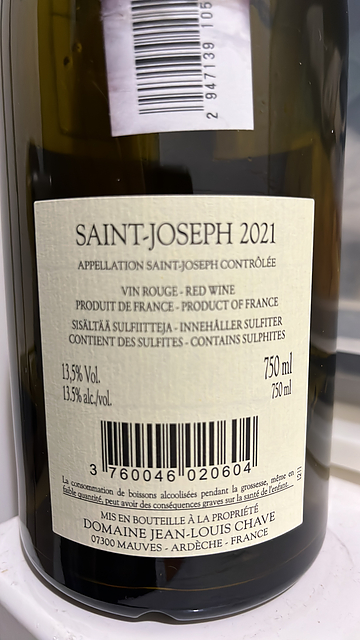 2 947139 105
SAINT-JOSEPH 2021
APPELLATION SAINT-JOSEPH CONTRÔLÉE
VIN ROUGE - RED WINE
PRODUIT DE FRANCE - PRODUCT OF FRANCE
SISÄLTÄÄ SULFIITTEJA - INNEHÅLLER SULFITER
CONTIENT DES SULFITES - CONTAINS SULPHITES
13,5% Vol. 750 ml
13.5% alc./vol. 750 ml
3 760046 020604
La consommation de boissons alcoolisées pendant la grossesse, même en
faible quantité, peut avoir des conséquences graves sur la santé de l'enfant.
MIS EN BOUTEILLE À LA PROPRIÉTÉ
DOMAINE JEAN-LOUIS CHAVE
07300 MAUVES - ARDÈCHE - FRANCE